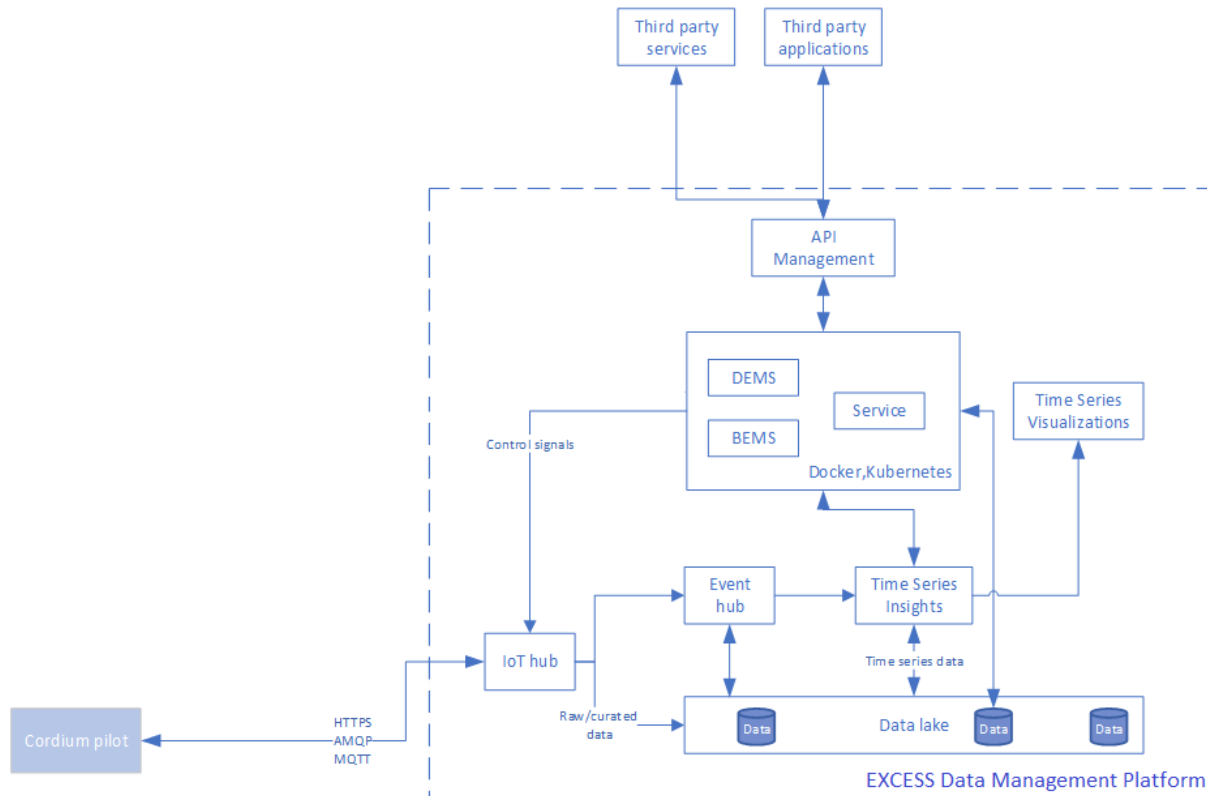 Third party
services
Third party
applications
API
Management
DEMS
Service
BEMS
Docker,Kubernetes
Time Series
Visualizations
Control signals
Event
hub
Time Series
Insights
IoT hub
Time series data
Raw/curated
data
Data
Data lake
Data
Data
Cordium pilot
HTTPS
AMQP
MQTT
EXCESS Data Management Platform